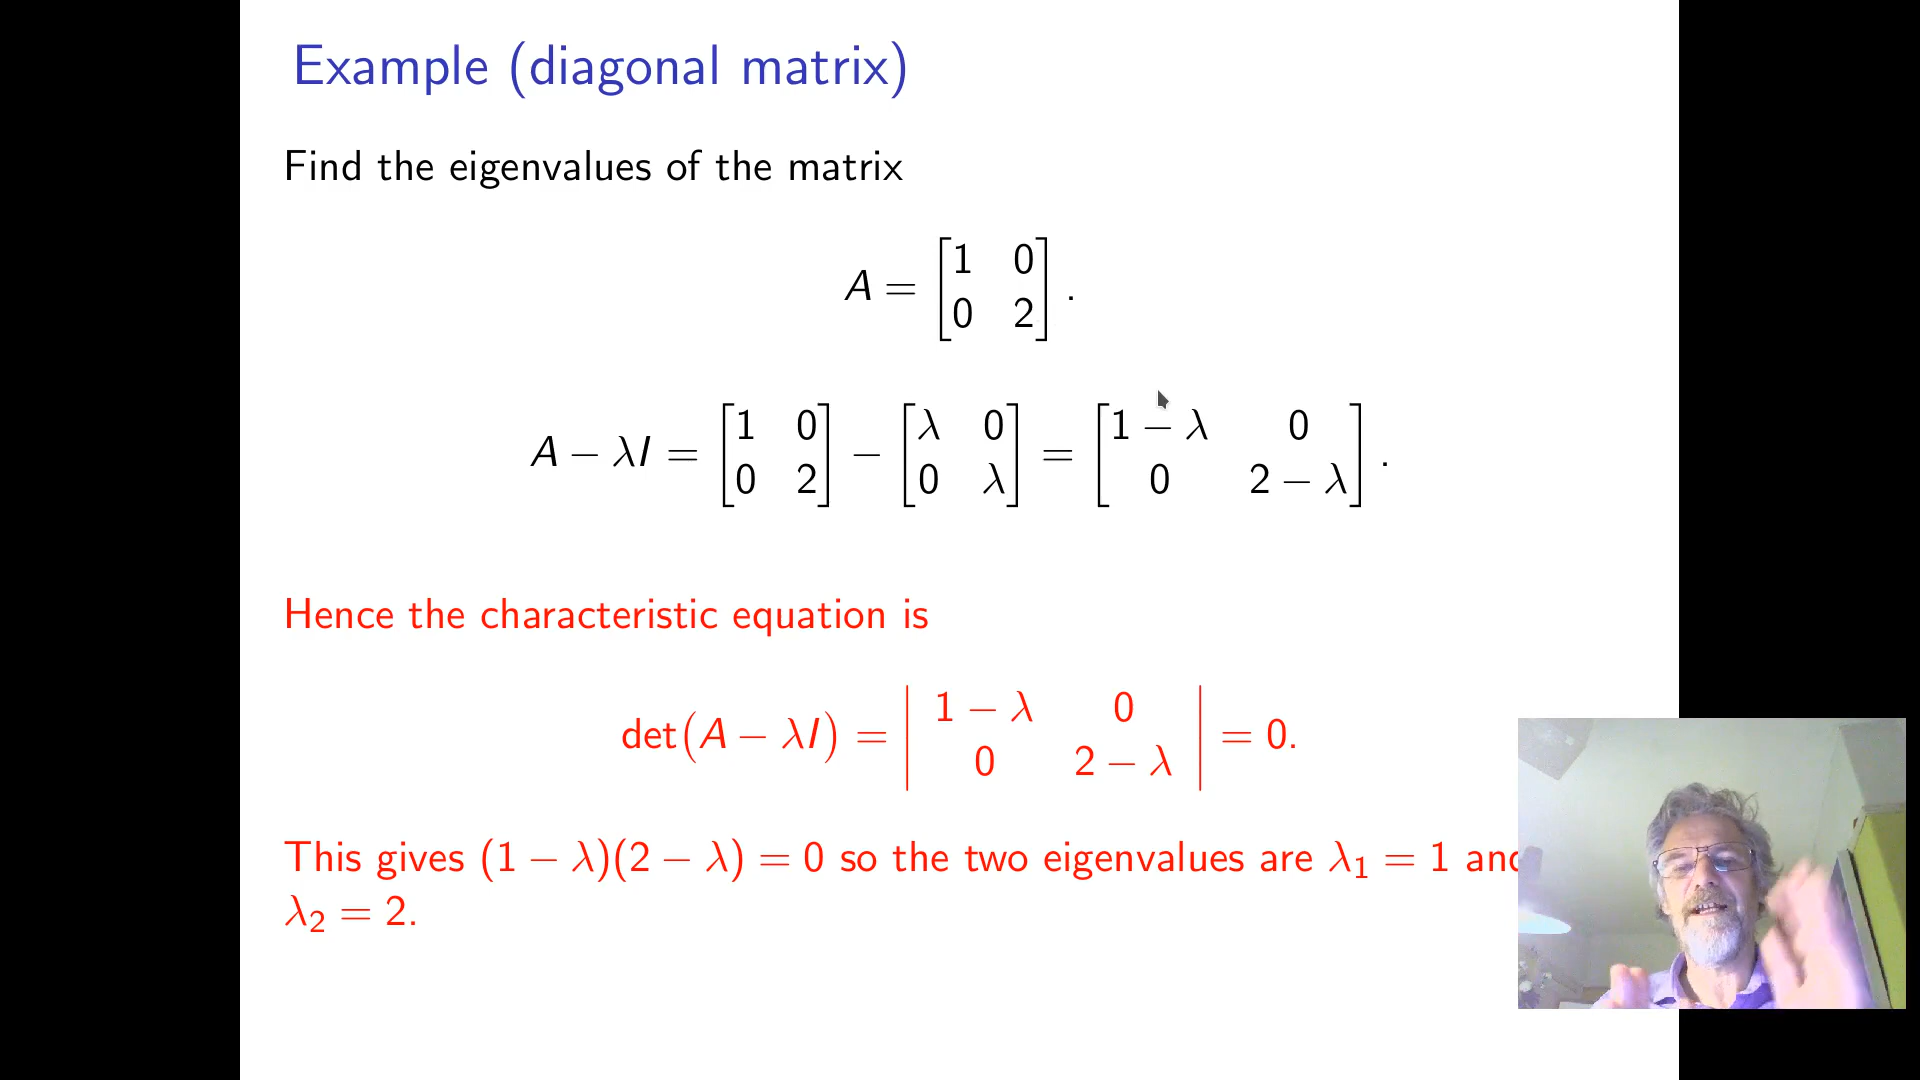 Example (diagonal matrix)
Find the eigenvalues of the matrix
A = [1 0
0 2] .
A − λI = [1 0
0 2] − [λ 0
0 λ] = [1 − λ 0
0 2 − λ] .
Hence the characteristic equation is
det(A − λI) = | 1 − λ 0
0 2 − λ | = 0.
This gives (1 − λ)(2 − λ) = 0 so the two eigenvalues are λ₁ = 1 and
λ₂ = 2.